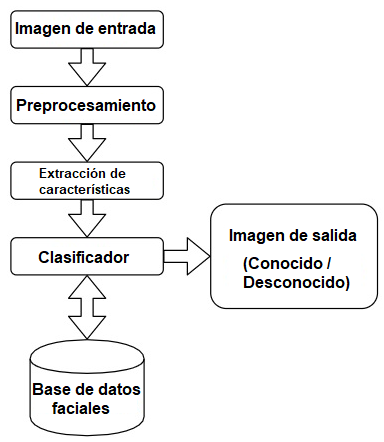 Imagen de entrada
Preprocesamiento
Extracción de
características
Clasificador
Imagen de salida
(Conocido /
Desconocido)
Base de datos
faciales